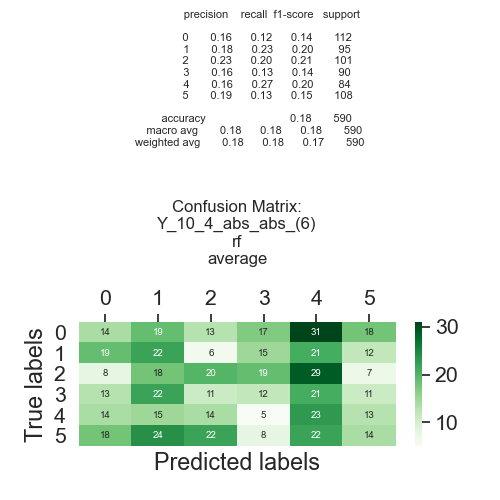 precision recall f1-score support
0 0.16 0.12 0.14 112
1 0.18 0.23 0.20 95
2 0.23 0.20 0.21 101
3 0.16 0.13 0.14 90
4 0.16 0.27 0.20 84
5 0.19 0.13 0.15 108
accuracy 0.18 590
macro avg 0.18 0.18 0.18 590
weighted avg 0.18 0.18 0.17 590
Confusion Matrix:
Y_10_4_abs_abs_(6)
rf
average
0 1 2 3 4 5
0 14 19 13 17 31 18
1 19 22 6 15 21 12
2 8 18 20 19 29 7
3 13 22 11 12 21 11
4 14 15 14 5 23 13
5 18 24 22 8 22 14
True labels
Predicted labels
30
20
10